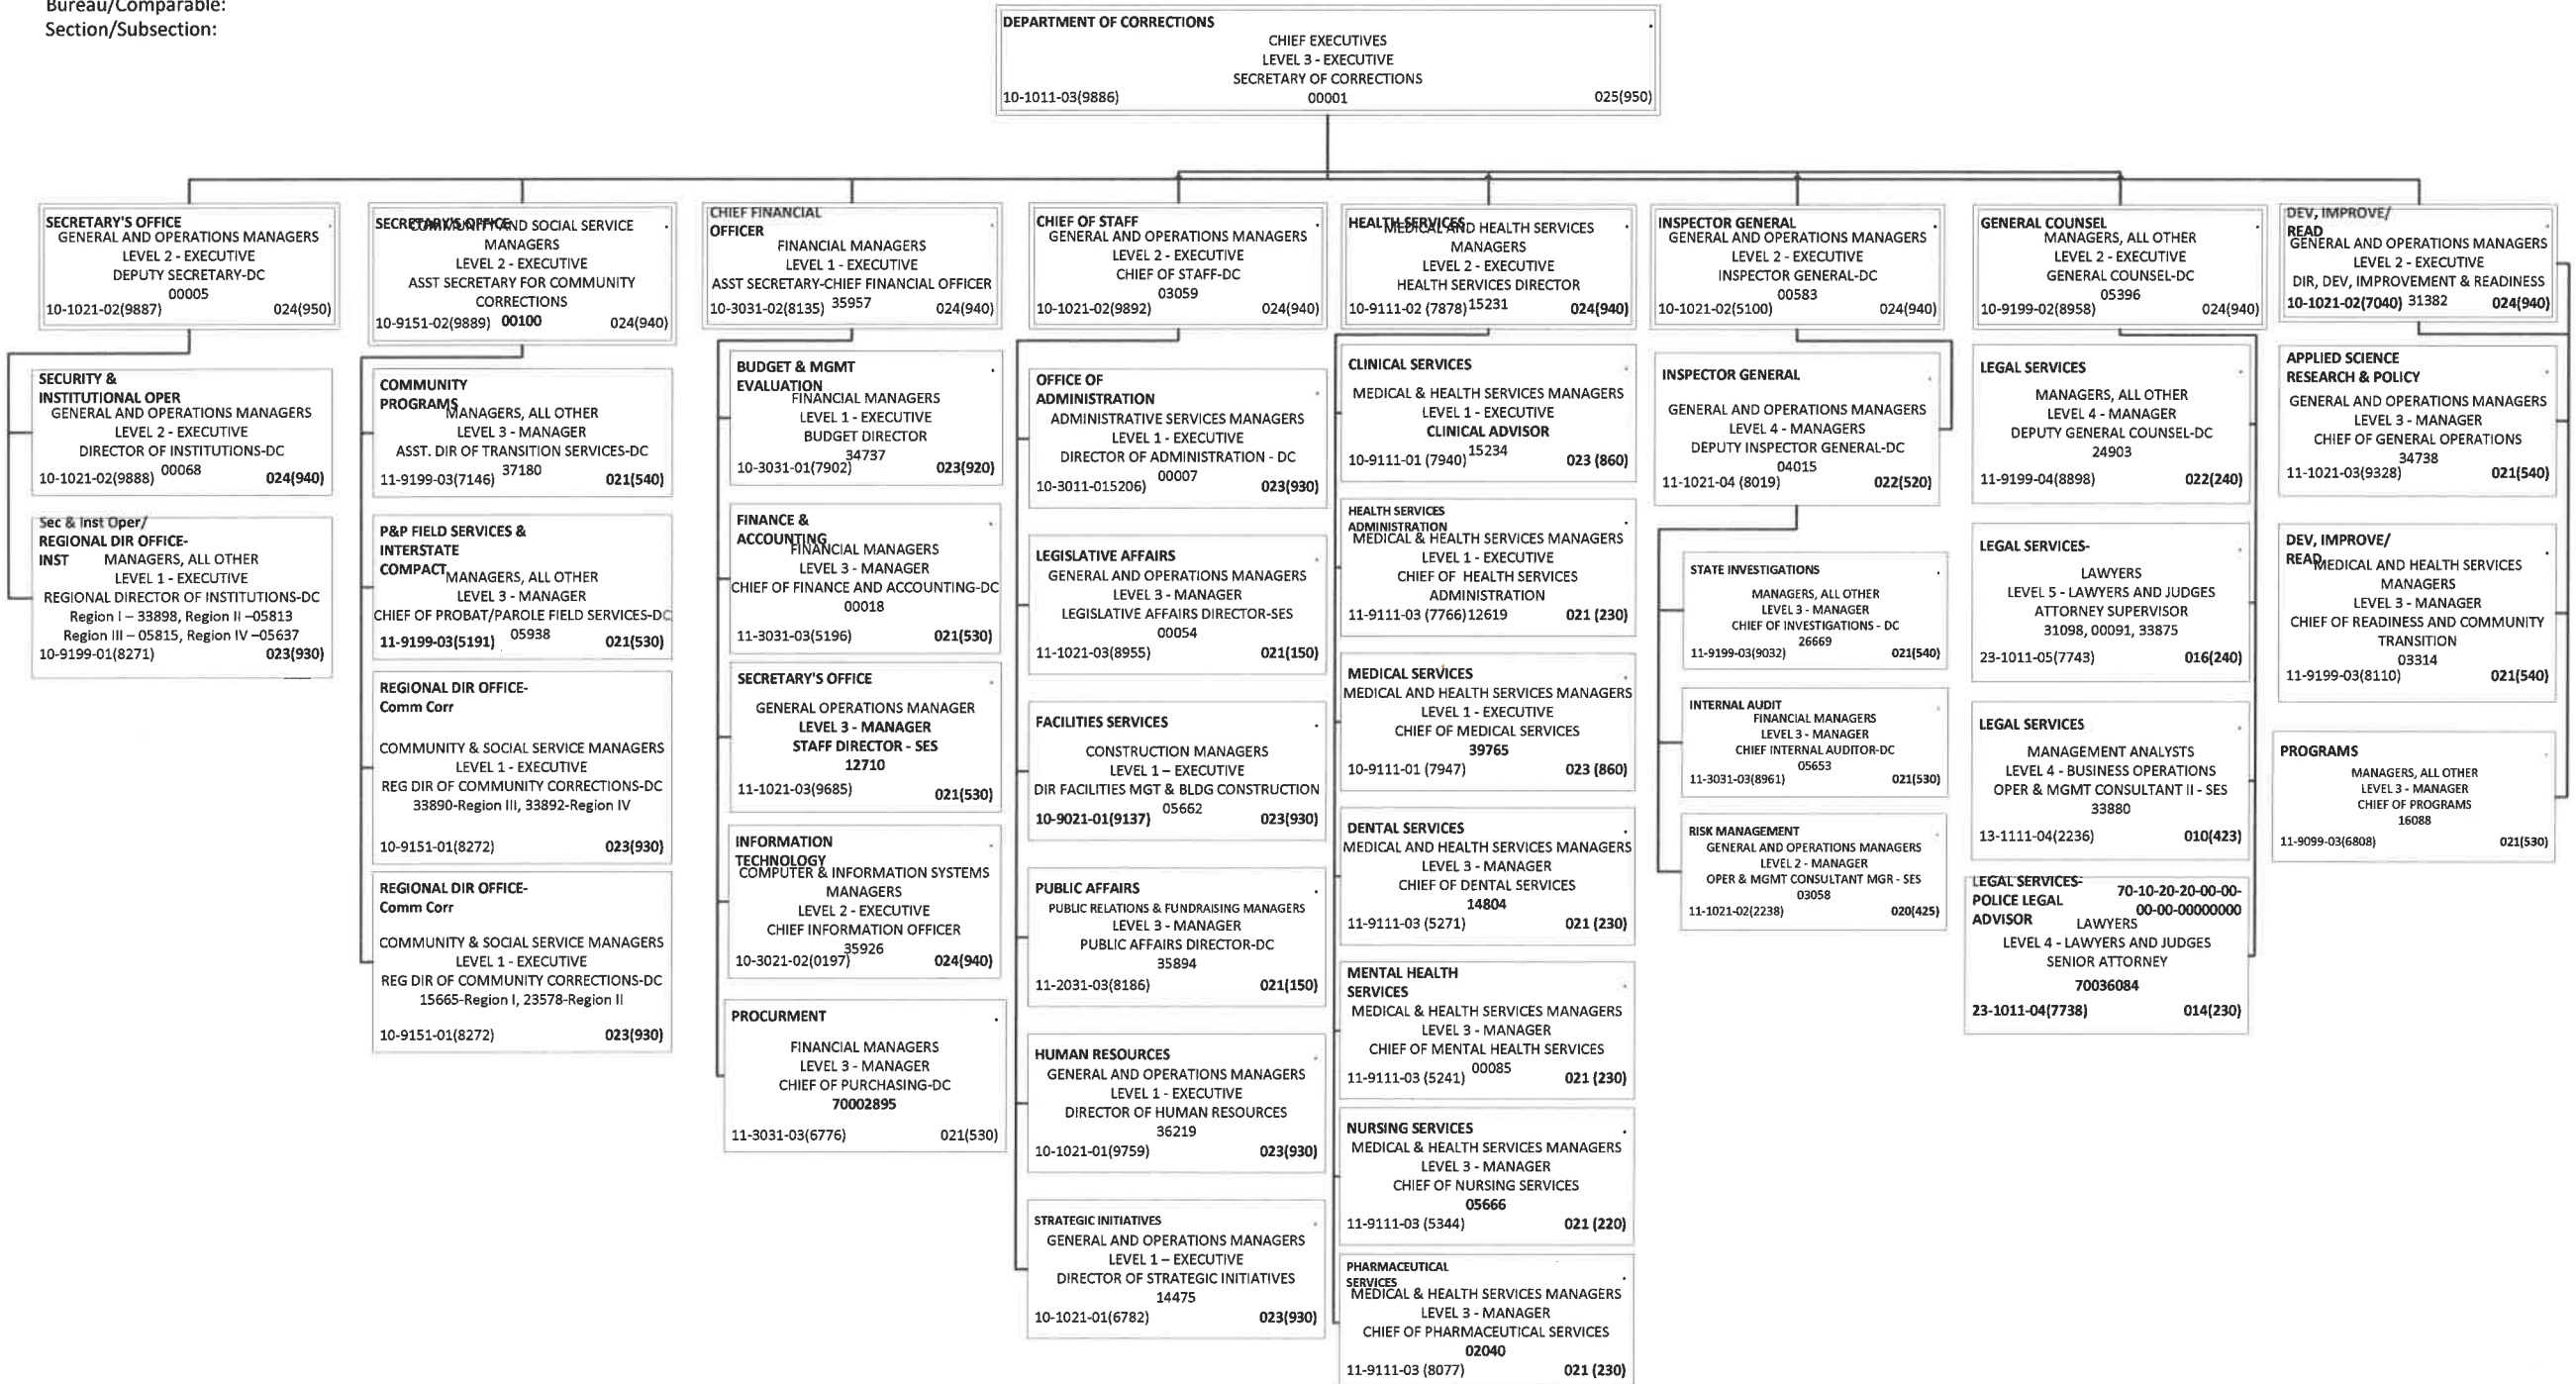 Bureau/Comparable:
Section/Subsection:
DEPARTMENT OF CORRECTIONS
CHIEF EXECUTIVES
LEVEL 3 - EXECUTIVE
SECRETARY OF CORRECTIONS
10-1011-03(9886) 00001 025(950)
SECRETARY'S OFFICE
GENERAL AND OPERATIONS MANAGERS
LEVEL 2 - EXECUTIVE
DEPUTY SECRETARY-DC
00005
10-1021-02(9887) 024(950)
SECURITY &
INSTITUTIONAL OPER
GENERAL AND OPERATIONS MANAGERS
LEVEL 2 - EXECUTIVE
DIRECTOR OF INSTITUTIONS-DC
10-1021-02(9888) 00068 024(940)
Sec & Inst Oper/
REGIONAL DIR OFFICE-
INST MANAGERS, ALL OTHER
LEVEL 1 - EXECUTIVE
REGIONAL DIRECTOR OF INSTITUTIONS-DC
Region I – 33898, Region II –05813
Region III – 05815, Region IV –05637
10-9199-01(8271) 023(930)
SECRETARY'S OFFICE
COMMUNITY AND SOCIAL SERVICE
MANAGERS
LEVEL 2 - EXECUTIVE
ASST SECRETARY FOR COMMUNITY
CORRECTIONS
10-9151-02(9889) 00100 024(940)
COMMUNITY
PROGRAMS
MANAGERS, ALL OTHER
LEVEL 3 - MANAGER
ASST. DIR OF TRANSITION SERVICES-DC
11-9199-03(7146) 37180 021(540)
P&P FIELD SERVICES &
INTERSTATE
COMPACT
MANAGERS, ALL OTHER
LEVEL 3 - MANAGER
CHIEF OF PROBAT/PAROLE FIELD SERVICES-DC
11-9199-03(5191) 05938 021(530)
REGIONAL DIR OFFICE-
Comm Corr
COMMUNITY & SOCIAL SERVICE MANAGERS
LEVEL 1 - EXECUTIVE
REG DIR OF COMMUNITY CORRECTIONS-DC
33890-Region III, 33892-Region IV
10-9151-01(8272) 023(930)
REGIONAL DIR OFFICE-
Comm Corr
COMMUNITY & SOCIAL SERVICE MANAGERS
LEVEL 1 - EXECUTIVE
REG DIR OF COMMUNITY CORRECTIONS-DC
15665-Region I, 23578-Region II
10-9151-01(8272) 023(930)
CHIEF FINANCIAL
OFFICER
FINANCIAL MANAGERS
LEVEL 1 - EXECUTIVE
ASST SECRETARY-CHIEF FINANCIAL OFFICER
10-3031-02(8135) 35957 024(940)
BUDGET & MGMT
EVALUATION
FINANCIAL MANAGERS
LEVEL 1 - EXECUTIVE
BUDGET DIRECTOR
34737
10-3031-01(7902) 023(920)
FINANCE &
ACCOUNTING
FINANCIAL MANAGERS
LEVEL 3 - MANAGER
CHIEF OF FINANCE AND ACCOUNTING-DC
00018
11-3031-03(5196) 021(530)
SECRETARY'S OFFICE
GENERAL OPERATIONS MANAGER
LEVEL 3 - MANAGER
STAFF DIRECTOR - SES
12710
11-1021-03(9685) 021(530)
INFORMATION
TECHNOLOGY
COMPUTER & INFORMATION SYSTEMS
MANAGERS
LEVEL 2 - EXECUTIVE
CHIEF INFORMATION OFFICER
35926
10-3021-02(0197) 024(940)
PROCURMENT
FINANCIAL MANAGERS
LEVEL 3 - MANAGER
CHIEF OF PURCHASING-DC
70002895
11-3031-03(6776) 021(530)
CHIEF OF STAFF
GENERAL AND OPERATIONS MANAGERS
LEVEL 2 - EXECUTIVE
CHIEF OF STAFF-DC
03059
10-1021-02(9892) 024(940)
OFFICE OF
ADMINISTRATION
ADMINISTRATIVE SERVICES MANAGERS
LEVEL 1 - EXECUTIVE
DIRECTOR OF ADMINISTRATION - DC
00007
10-3011-015206) 023(930)
LEGISLATIVE AFFAIRS
GENERAL AND OPERATIONS MANAGERS
LEVEL 3 - MANAGER
LEGISLATIVE AFFAIRS DIRECTOR-SES
00054
11-1021-03(8955) 021(150)
FACILITIES SERVICES
CONSTRUCTION MANAGERS
LEVEL 1 – EXECUTIVE
DIR FACILITIES MGT & BLDG CONSTRUCTION
05662
10-9021-01(9137) 023(930)
PUBLIC AFFAIRS
PUBLIC RELATIONS & FUNDRAISING MANAGERS
LEVEL 3 - MANAGER
PUBLIC AFFAIRS DIRECTOR-DC
35894
11-2031-03(8186) 021(150)
HUMAN RESOURCES
GENERAL AND OPERATIONS MANAGERS
LEVEL 1 - EXECUTIVE
DIRECTOR OF HUMAN RESOURCES
36219
10-1021-01(9759) 023(930)
STRATEGIC INITIATIVES
GENERAL AND OPERATIONS MANAGERS
LEVEL 1 – EXECUTIVE
DIRECTOR OF STRATEGIC INITIATIVES
14475
10-1021-01(6782) 023(930)
HEALTH SERVICES
MEDICAL AND HEALTH SERVICES
MANAGERS
LEVEL 2 - EXECUTIVE
HEALTH SERVICES DIRECTOR
10-9111-02 (7878) 15231 024(940)
CLINICAL SERVICES
MEDICAL & HEALTH SERVICES MANAGERS
LEVEL 1 - EXECUTIVE
CLINICAL ADVISOR
10-9111-01 (7940) 15234 023 (860)
HEALTH SERVICES
ADMINISTRATION
MEDICAL & HEALTH SERVICES MANAGERS
LEVEL 1 - EXECUTIVE
CHIEF OF HEALTH SERVICES
ADMINISTRATION
11-9111-03 (7766) 12619 021 (230)
MEDICAL SERVICES
MEDICAL AND HEALTH SERVICES MANAGERS
LEVEL 1 - EXECUTIVE
CHIEF OF MEDICAL SERVICES
39765
10-9111-01 (7947) 023 (860)
DENTAL SERVICES
MEDICAL AND HEALTH SERVICES MANAGERS
LEVEL 3 - MANAGER
CHIEF OF DENTAL SERVICES
14804
11-9111-03 (5271) 021 (230)
MENTAL HEALTH
SERVICES
MEDICAL & HEALTH SERVICES MANAGERS
LEVEL 3 - MANAGER
CHIEF OF MENTAL HEALTH SERVICES
11-9111-03 (5241) 00085 021 (230)
NURSING SERVICES
MEDICAL & HEALTH SERVICES MANAGERS
LEVEL 3 - MANAGER
CHIEF OF NURSING SERVICES
05666
11-9111-03 (5344) 021 (220)
PHARMACEUTICAL
SERVICES
MEDICAL & HEALTH SERVICES MANAGERS
LEVEL 3 - MANAGER
CHIEF OF PHARMACEUTICAL SERVICES
02040
11-9111-03 (8077) 021 (230)
INSPECTOR GENERAL
GENERAL AND OPERATIONS MANAGERS
LEVEL 2 - EXECUTIVE
INSPECTOR GENERAL-DC
00583
10-1021-02(5100) 024(940)
INSPECTOR GENERAL
GENERAL AND OPERATIONS MANAGERS
LEVEL 4 - MANAGERS
DEPUTY INSPECTOR GENERAL-DC
04015
11-1021-04 (8019) 022(520)
STATE INVESTIGATIONS
MANAGERS, ALL OTHER
LEVEL 3 - MANAGER
CHIEF OF INVESTIGATIONS - DC
26669
11-9199-03(9032) 021(540)
INTERNAL AUDIT
FINANCIAL MANAGERS
LEVEL 3 - MANAGER
CHIEF INTERNAL AUDITOR-DC
05653
11-3031-03(8961) 021(530)
RISK MANAGEMENT
GENERAL AND OPERATIONS MANAGERS
LEVEL 2 - MANAGER
OPER & MGMT CONSULTANT MGR - SES
03058
11-1021-02(2238) 020(425)
GENERAL COUNSEL
MANAGERS, ALL OTHER
LEVEL 2 - EXECUTIVE
GENERAL COUNSEL-DC
05396
10-9199-02(8958) 024(940)
LEGAL SERVICES
MANAGERS, ALL OTHER
LEVEL 4 - MANAGER
DEPUTY GENERAL COUNSEL-DC
24903
11-9199-04(8898) 022(240)
LEGAL SERVICES-
LAWYERS
LEVEL 5 - LAWYERS AND JUDGES
ATTORNEY SUPERVISOR
31098, 00091, 33875
23-1011-05(7743) 016(240)
LEGAL SERVICES
MANAGEMENT ANALYSTS
LEVEL 4 - BUSINESS OPERATIONS
OPER & MGMT CONSULTANT II - SES
33880
13-1111-04(2236) 010(423)
LEGAL SERVICES- 70-10-20-20-00-00-
POLICE LEGAL 00-00-00000000
ADVISOR LAWYERS
LEVEL 4 - LAWYERS AND JUDGES
SENIOR ATTORNEY
70036084
23-1011-04(7738) 014(230)
DEV, IMPROVE/
READ
GENERAL AND OPERATIONS MANAGERS
LEVEL 2 - EXECUTIVE
DIR, DEV, IMPROVEMENT & READINESS
10-1021-02(7040) 31382 024(940)
APPLIED SCIENCE
RESEARCH & POLICY
GENERAL AND OPERATIONS MANAGERS
LEVEL 3 - MANAGER
CHIEF OF GENERAL OPERATIONS
34738
11-1021-03(9328) 021(540)
DEV, IMPROVE/
READ
MEDICAL AND HEALTH SERVICES
MANAGERS
LEVEL 3 - MANAGER
CHIEF OF READINESS AND COMMUNITY
TRANSITION
03314
11-9199-03(8110) 021(540)
PROGRAMS
MANAGERS, ALL OTHER
LEVEL 3 - MANAGER
CHIEF OF PROGRAMS
16088
11-9099-03(6808) 021(530)